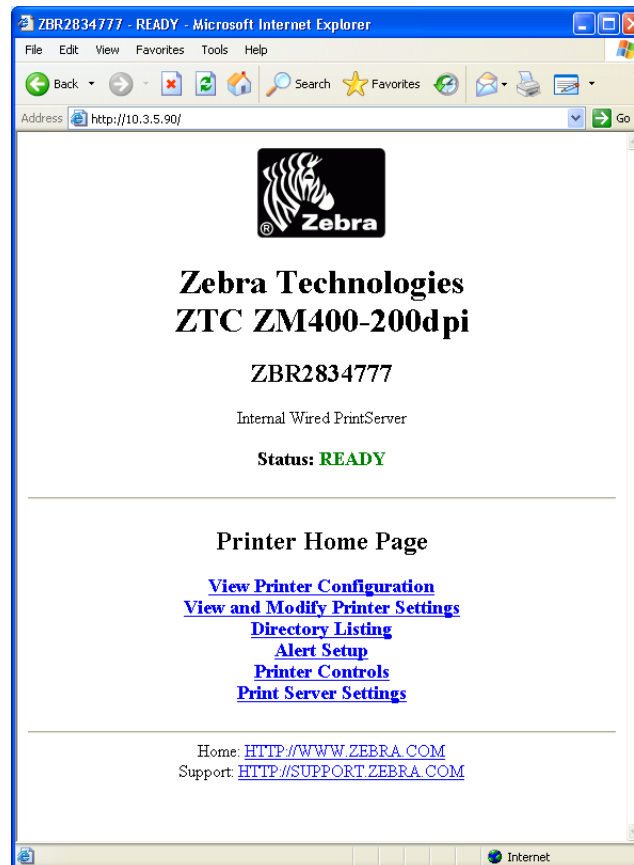 ZBR2834777 - READY - Microsoft Internet Explorer
File Edit View Favorites Tools Help
Back Search Favorites
Address http://10.3.5.90/ Go
Zebra
®
Zebra Technologies
ZTC ZM400-200dpi
ZBR2834777
Internal Wired PrintServer
Status: READY
Printer Home Page
View Printer Configuration
View and Modify Printer Settings
Directory Listing
Alert Setup
Printer Controls
Print Server Settings
Home: HTTP://WWW.ZEBRA.COM
Support: HTTP://SUPPORT.ZEBRA.COM
Internet